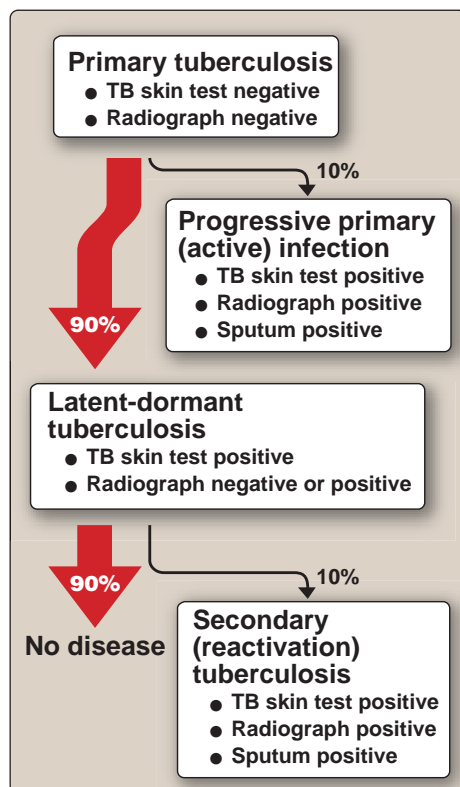 Primary tuberculosis
● TB skin test negative
● Radiograph negative
10%
Progressive primary
(active) infection
● TB skin test positive
● Radiograph positive
● Sputum positive
90%
Latent-dormant
tuberculosis
● TB skin test positive
● Radiograph negative or positive
90%
10%
No disease
Secondary
(reactivation)
tuberculosis
● TB skin test positive
● Radiograph positive
● Sputum positive